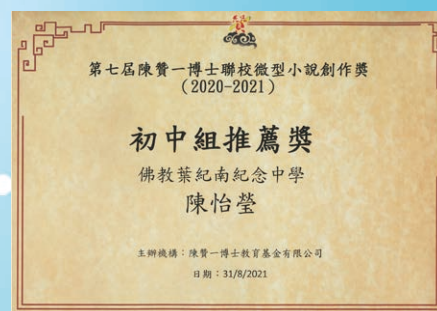 第七屆陳贊一博士聯校微型小說創作獎
(2020-2021)
初中組推薦獎
佛教葉紀南紀念中學
陳怡瑩
主辦機構：陳贊一博士教育基金有限公司
日期：31/8/2021